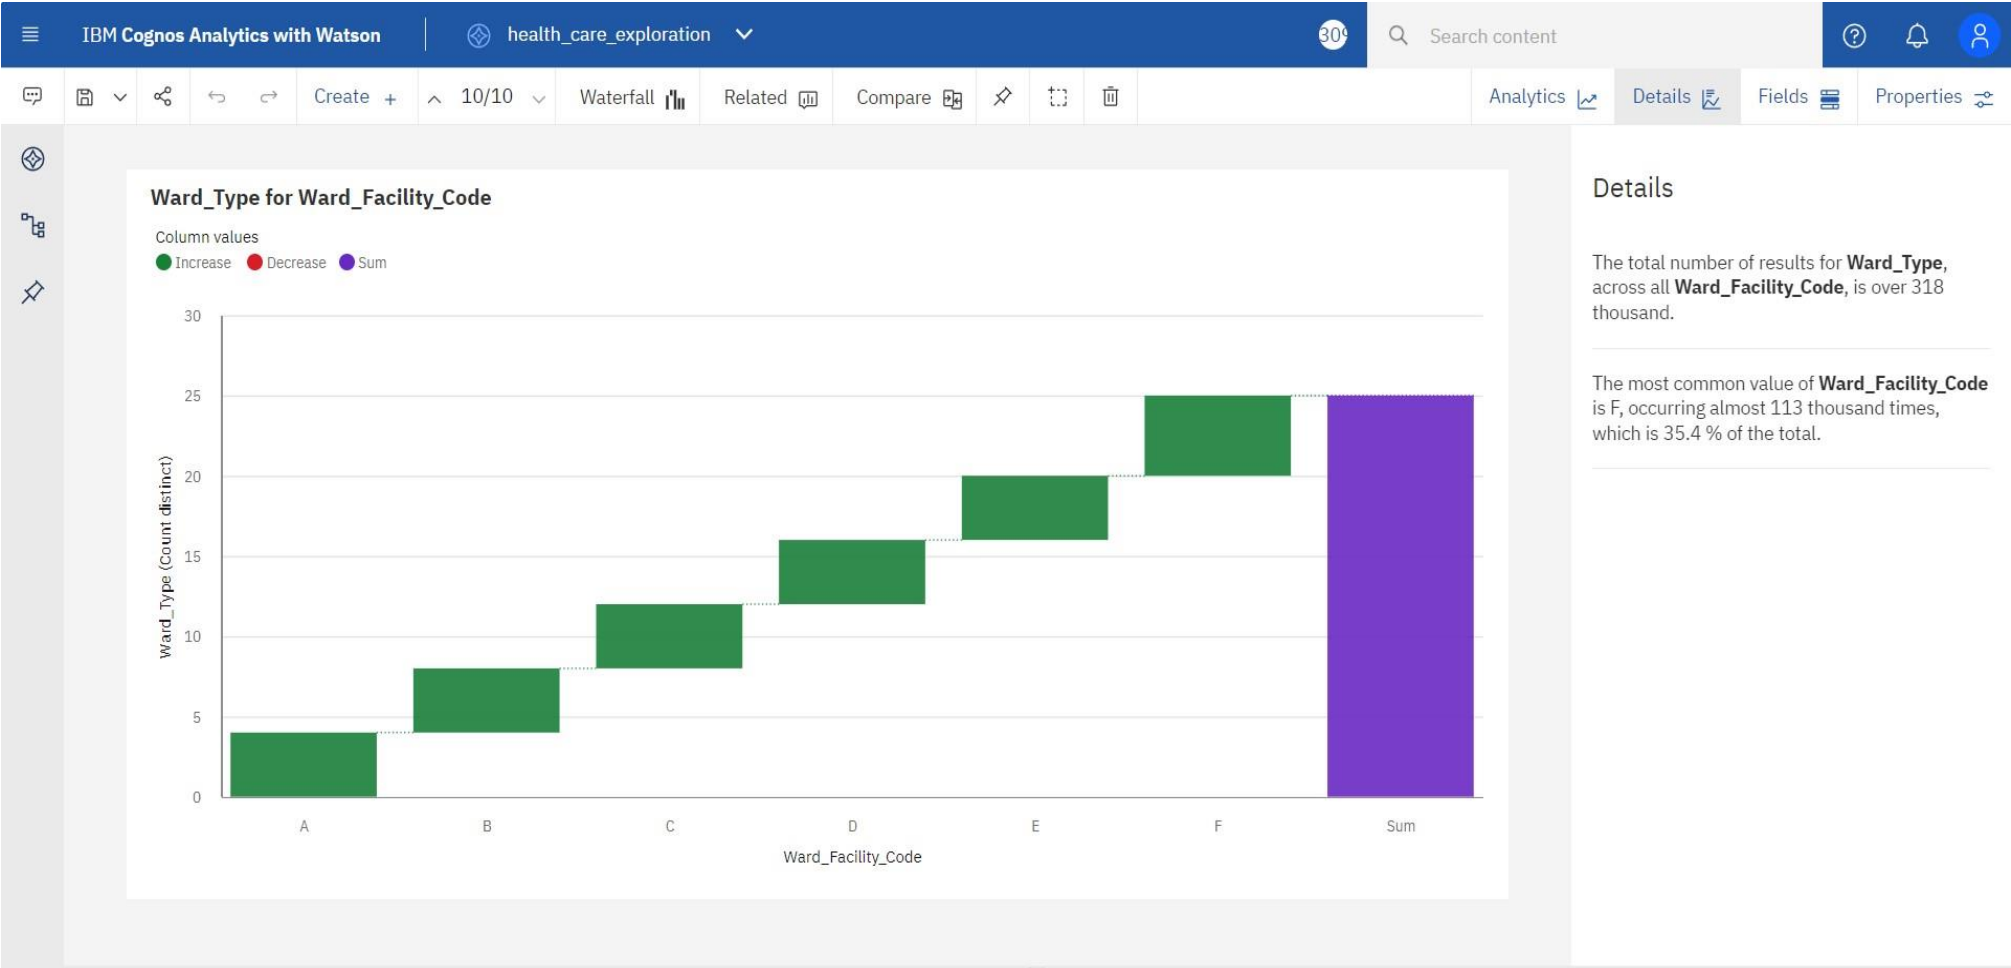 IBM Cognos Analytics with Watson
health_care_exploration
309
Search content
Create +
10/10
Waterfall
Related
Compare
Analytics
Details
Fields
Properties
Ward_Type for Ward_Facility_Code
Column values
Increase Decrease Sum
30
25
20
15
10
5
0
Ward_Type (Count distinct)
A B C D E F Sum
Ward_Facility_Code
Details
The total number of results for Ward_Type,
across all Ward_Facility_Code, is over 318
thousand.
The most common value of Ward_Facility_Code
is F, occurring almost 113 thousand times,
which is 35.4 % of the total.